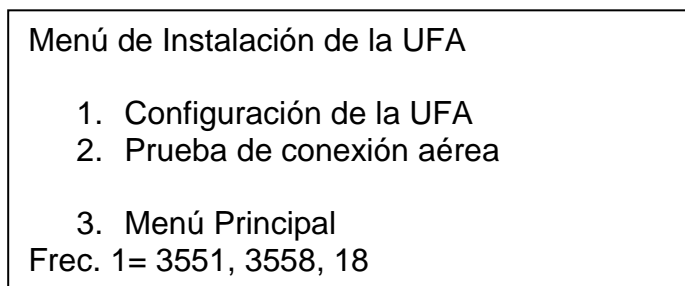 Menú de Instalación de la UFA
1. Configuración de la UFA
2. Prueba de conexión aérea
3. Menú Principal
Frec. 1= 3551, 3558, 18